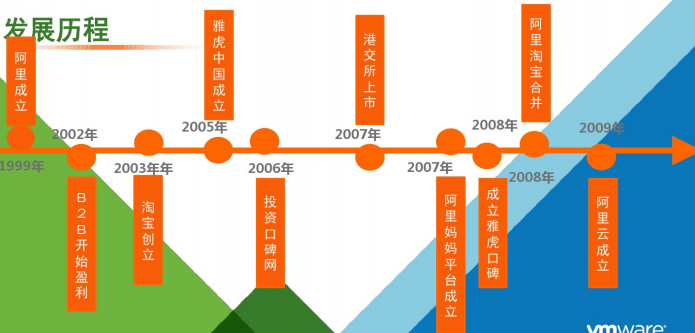 发展历程
阿里成立
1999年
2002年
B2B开始盈利
2003年年
淘宝创立
2005年
雅虎中国成立
2006年
投资口碑网
2007年
港交所上市
2007年
阿里妈妈平台成立
2008年
成立雅虎口碑
2008年
阿里淘宝合并
2009年
阿里云成立
vmware